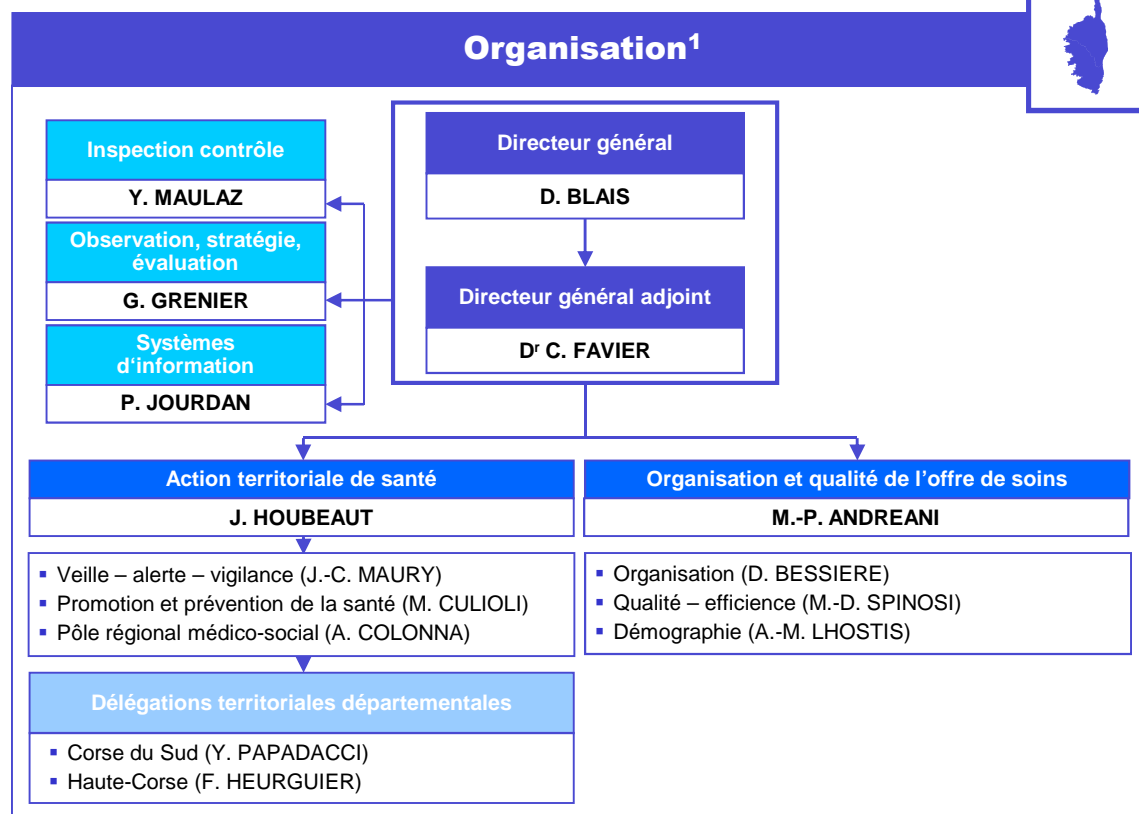 Organisation¹
Inspection contrôle
Y. MAULAZ
Observation, stratégie,
évaluation
G. GRENIER
Systèmes
d‘information
P. JOURDAN
Directeur général
D. BLAIS
Directeur général adjoint
Dʳ C. FAVIER
Action territoriale de santé
J. HOUBEAUT
▪ Veille – alerte – vigilance (J.-C. MAURY)
▪ Promotion et prévention de la santé (M. CULIOLI)
▪ Pôle régional médico-social (A. COLONNA)
Délégations territoriales départementales
▪ Corse du Sud (Y. PAPADACCI)
▪ Haute-Corse (F. HEURGUIER)
Organisation et qualité de l’offre de soins
M.-P. ANDREANI
▪ Organisation (D. BESSIERE)
▪ Qualité – efficience (M.-D. SPINOSI)
▪ Démographie (A.-M. LHOSTIS)